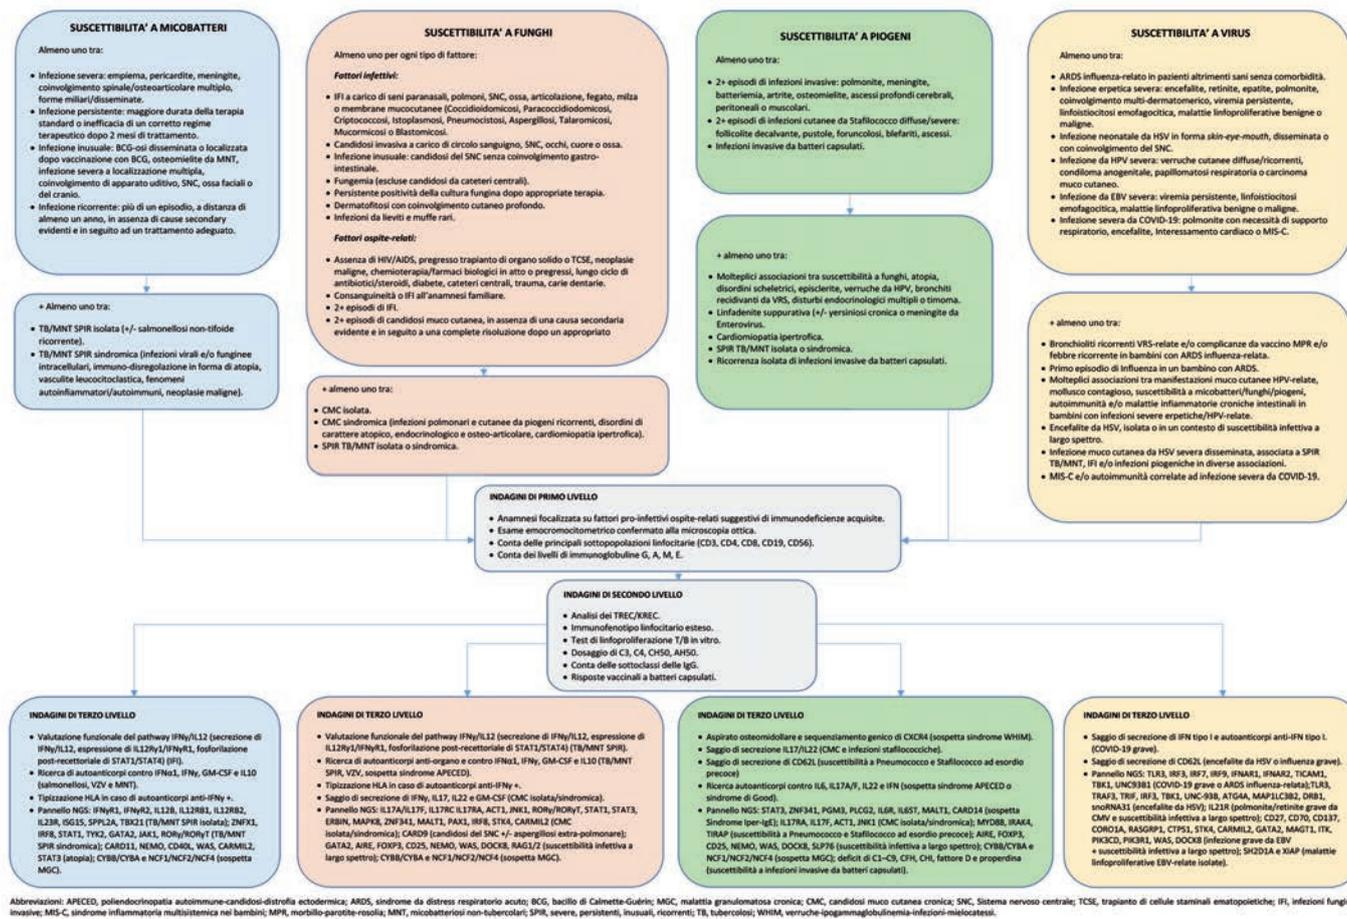 SUSCETTIBILITA' A MICOBATTERI
Almeno uno tra:
• Infezione severa: empiema, pericardite, meningite,
coinvolgimento spinale/osteoarticolare multiplo,
forme miliari/disseminate.
• Infezione persistente: maggiore durata della terapia
standard o inefficacia di un corretto regime
terapeutico dopo 2 mesi di trattamento.
• Infezione inusuale: BCG-osi disseminata o localizzata
dopo vaccinazione con BCG, osteomielite da MNT,
infezione severa a localizzazione multipla,
coinvolgimento di apparato uditivo, SNC, ossa faciali o
del cranio.
• Infezione ricorrente: più di un episodio, a distanza di
almeno un anno, in assenza di cause secondary
evidenti e in seguito ad un trattamento adeguato.
+ Almeno uno tra:
• TB/MNT SPIR isolata (+/- salmonellosi non-tifoide
ricorrente).
• TB/MNT SPIR sindromica (infezioni virali e/o funginee
intracellulari, immuno-disregolazione in forma di atopia,
vasculite leucocitoclastica, fenomeni
autoinfiammatori/autoimmuni, neoplasie maligne).
SUSCETTIBILITA' A FUNGHI
Almeno uno per ogni tipo di fattore:
Fattori infettivi:
• IFI a carico di seni paranasali, polmoni, SNC, ossa, articolazione, fegato, milza
o membrane mucocutanee (Coccidioidomicosi, Paracoccidiodomicosi,
Criptococcosi, Istoplasmosi, Pneumocistosi, Aspergillosi, Talaromicosi,
Mucormicosi o Blastomicosi).
• Candidosi invasiva a carico di circolo sanguigno, SNC, occhi, cuore o ossa.
• Infezione inusuale: candidosi del SNC senza coinvolgimento gastro-
intestinale.
• Fungemia (escluse candidosi da cateteri centrali).
• Persistente positività della cultura fungina dopo appropriate terapia.
• Dermatofitosi con coinvolgimento cutaneo profondo.
• Infezioni da lieviti e muffe rari.
Fattori ospite-relati:
• Assenza di HIV/AIDS, pregresso trapianto di organo solido o TCSE, neoplasie
maligne, chemioterapia/farmaci biologici in atto o pregressi, lungo ciclo di
antibiotici/steroidi, diabete, cateteri centrali, trauma, carie dentarie.
• Consanguineità o IFI all'anamnesi familiare.
• 2+ episodi di IFI.
• 2+ episodi di candidosi muco cutanea, in assenza di una causa secondaria
evidente e in seguito a una complete risoluzione dopo un appropriato
+ almeno uno tra:
• CMC isolata.
• CMC sindromica (infezioni polmonari e cutanee da piogeni ricorrenti, disordini di
carattere atopico, endocrinologico e osteo-articolare, cardiomiopatia ipertrofica).
• SPIR TB/MNT isolata o sindromica.
SUSCETTIBILITA' A PIOGENI
Almeno uno tra:
• 2+ episodi di infezioni invasive: polmonite, meningite,
batteriemia, artrite, osteomielite, ascessi profondi cerebrali,
peritoneali o muscolari.
• 2+ episodi di infezioni cutanee da Stafilococco diffuse/severe:
follicolite decalvante, pustole, foruncolosi, blefariti, ascessi.
• Infezioni invasive da batteri capsulati.
+ almeno uno tra:
• Molteplici associazioni tra suscettibilità a funghi, atopia,
disordini scheletrici, episclerite, verruche da HPV, bronchiti
recidivanti da VRS, disturbi endocrinologici multipli o timoma.
• Linfadenite suppurativa (+/- yersiniosi cronica o meningite da
Enterovirus.
• Cardiomiopatia ipertrofica.
• SPIR TB/MNT isolata o sindromica.
• Ricorrenza isolata di infezioni invasive da batteri capsulati.
SUSCETTIBILITA' A VIRUS
• ARDS influenza-relato in pazienti altrimenti sani senza comorbidità.
• Infezione erpetica severa: encefalite, retinite, epatite, polmonite,
coinvolgimento multi-dermatomerico, viremia persistente,
linfoistiocitosi emofagocitica, malattie linfoproliferative benigne o
maligne.
• Infezione neonatale da HSV in forma skin-eye-mouth, disseminata o
con coinvolgimento del SNC.
• Infezione da HPV severa: verruche cutanee diffuse/ricorrenti,
condiloma anogenitale, papillomatosi respiratoria o carcinoma
muco cutaneo.
• Infezione da EBV severa: viremia persistente, linfoistiocitosi
emofagocitica, malattie linfoproliferativa benigne o maligne.
• Infezione severa da COVID-19: polmonite con necessità di supporto
respiratorio, encefalite, Interessamento cardiaco o MIS-C.
+ almeno uno tra:
• Bronchioliti ricorrenti VRS-relate e/o complicanze da vaccino MPR e/o
febbre ricorrente in bambini con ARDS influenza-relata.
• Primo episodio di Influenza in un bambino con ARDS.
• Molteplici associazioni tra manifestazioni muco cutanee HPV-relate,
mollusco contagioso, suscettibilità a micobatteri/funghi/piogeni,
autoimmunità e/o malattie infiammatorie croniche intestinali in
bambini con infezioni severe erpetiche/HPV-relate.
• Encefalite da HSV, isolata o in un contesto di suscettibilità infettiva a
largo spettro.
• Infezione muco cutanea da HSV severa disseminata, associata a SPIR
TB/MNT, IFI e/o infezioni piogeniche in diverse associazioni.
• MIS-C e/o autoimmunità correlate ad infezione severa da COVID-19.
INDAGINI DI PRIMO LIVELLO
• Anamnesi focalizzata su fattori pro-infettivi ospite-relati suggestivi di immunodeficienze acquisite.
• Esame emocromocitometrico confermato alla microscopia ottica.
• Conta delle principali sottopopolazioni linfocitarie (CD3, CD4, CD8, CD19, CD56).
• Conta dei livelli di immunoglobuline G, A, M, E.
INDAGINI DI SECONDO LIVELLO
• Analisi dei TREC/KREC.
• Immunofenotipo linfocitario esteso.
• Test di linfoproliferazione T/B in vitro.
• Dosaggio di C3, C4, CH50, AH50.
• Conta delle sottoclassi delle IgG.
• Risposte vaccinali a batteri capsulati.
INDAGINI DI TERZO LIVELLO
• Valutazione funzionale del pathway IFNγ/IL12 (secrezione di
IFNγ/IL12, espressione di IL12Rγ1/IFNγR1, fosforilazione
post-recettoriale di STAT1/STAT4) (IFI).
• Ricerca di autoanticorpi contro IFNα1, IFNγ, GM-CSF e IL10
(salmonellosi, VZV e MNT).
• Tipizzazione HLA in caso di autoanticorpi anti-IFNγ +.
• Pannello NGS: IFNγR1, IFNγR2, IL12B, IL12RB1, IL12RB2,
IL23R, ISG15, SPPL2A, TBX21 (TB/MNT SPIR isolata); ZNFX1,
IRF8, STAT1, TYK2, GATA2, JAK1, RORγ/RORγT (TB/MNT
SPIR sindromica); CARD11, NEMO, CD40L, WAS, CARMIL2,
STAT3 (atopia); CYBB/CYBA e NCF1/NCF2/NCF4 (sospetta
MGC).
INDAGINI DI TERZO LIVELLO
• Valutazione funzionale del pathway IFNγ/IL12 (secrezione di IFNγ/IL12, espressione di
IL12Rγ1/IFNγR1, fosforilazione post-recettoriale di STAT1/STAT4) (TB/MNT SPIR).
• Ricerca di autoanticorpi anti-organo e contro IFNα1, IFNγ, GM-CSF e IL10 (TB/MNT
SPIR, VZV, sospetta sindrome APECED).
• Tipizzazione HLA in caso di autoanticorpi anti-IFNγ +.
• Saggio di secrezione di IFNγ, IL17, IL22 e GM-CSF (CMC isolata/sindromica).
• Pannello NGS: IL17A/IL17F, IL17RC IL17RA, ACT1, JNK1, RORγ/RORγT, STAT1, STAT3,
ERBIN, MAPK8, ZNF341, MALT1, PAX1, IRF8, STK4, CARMIL2 (CMC
isolata/sindromica); CARD9 (candidosi del SNC +/- aspergillosi extra-polmonare);
GATA2, AIRE, FOXP3, CD25, NEMO, WAS, DOCK8, RAG1/2 (suscettibilità infettiva a
largo spettro); CYBB/CYBA e NCF1/NCF2/NCF4 (sospetta MGC).
INDAGINI DI TERZO LIVELLO
• Aspirato osteomidollare e sequenziamento genico di CXCR4 (sospetta sindrome WHIM).
• Saggio di secrezione IL17/IL22 (CMC e infezioni stafilococciche).
• Saggio di secrezione di CD62L (suscettibilità a Pneumococco e Stafilococco ad esordio
precoce)
• Ricerca autoanticorpi contro IL6, IL17A/F, IL22 e IFN (sospetta sindrome APECED o
sindrome di Good).
• Pannello NGS: STAT3, ZNF341, PGM3, PLCG2, IL6R, IL6ST, MALT1, CARD14 (sospetta
Sindrome Iper-IgE); IL17RA, IL17F, ACT1, JNK1 (CMC isolata/sindromica); MYD88, IRAK4,
TIRAP (suscettibilità a Pneumococco e Stafilococco ad esordio precoce); AIRE, FOXP3,
CD25, NEMO, WAS, DOCK8, SLP76 (suscettibilità infettiva a largo spettro); CYBB/CYBA e
NCF1/NCF2/NCF4 (sospetta MGC); deficit di C1–C9, CFH, CHI, fattore D e properdina
(suscettibilità a infezioni invasive da batteri capsulati).
INDAGINI DI TERZO LIVELLO
• Saggio di secrezione di IFN tipo I e autoanticorpi anti-IFN tipo I.
(COVID-19 grave).
• Saggio di secrezione di CD62L (encefalite da HSV o influenza grave).
• Pannello NGS: TLR3, IRF3, IRF7, IRF9, IFNAR1, IFNAR2, TICAM1,
TBK1, UNC93B1 (COVID-19 grave o ARDS influenza-relata);TLR3,
TRAF3, TRIF, IRF3, TBK1, UNC-93B, ATG4A, MAP1LC3B2, DRB1,
snoRNA31 (encefalite da HSV); IL21R (polmonite/retinite grave da
CMV e suscettibilità infettiva a largo spettro); CD27, CD70, CD137,
CORO1A, RASGRP1, CTPS1, STK4, CARMIL2, GATA2, MAGT1, ITK,
PIK3CD, PIK3R1, WAS, DOCK8 (infezione grave da EBV
+ suscettibilità infettiva a largo spettro); SH2D1A e XIAP (malattie
linfoproliferative EBV-relate isolate).
Abbreviazioni: APECED, poliendocrinopatia autoimmune-candidosi-distrofia ectodermica; ARDS, sindrome da distress respiratorio acuto; BCG, bacillo di Calmette-Guérin; MGC, malattia granulomatosa cronica; CMC, candidosi muco cutanea cronica; SNC, Sistema nervoso centrale; TCSE, trapianto di cellule staminali ematopoietiche; IFI, infezioni fungine
invasive; MIS-C, sindrome infiammatoria multisistemica nei bambini; MPR, morbillo-parotite-rosolia; MNT, micobatteriosi non-tubercolari; SPIR, severe, persistenti, inusuali, ricorrenti; TB, tubercolosi; WHIM, verruche-ipogammaglobulinemia-infezioni-mielocatessi.